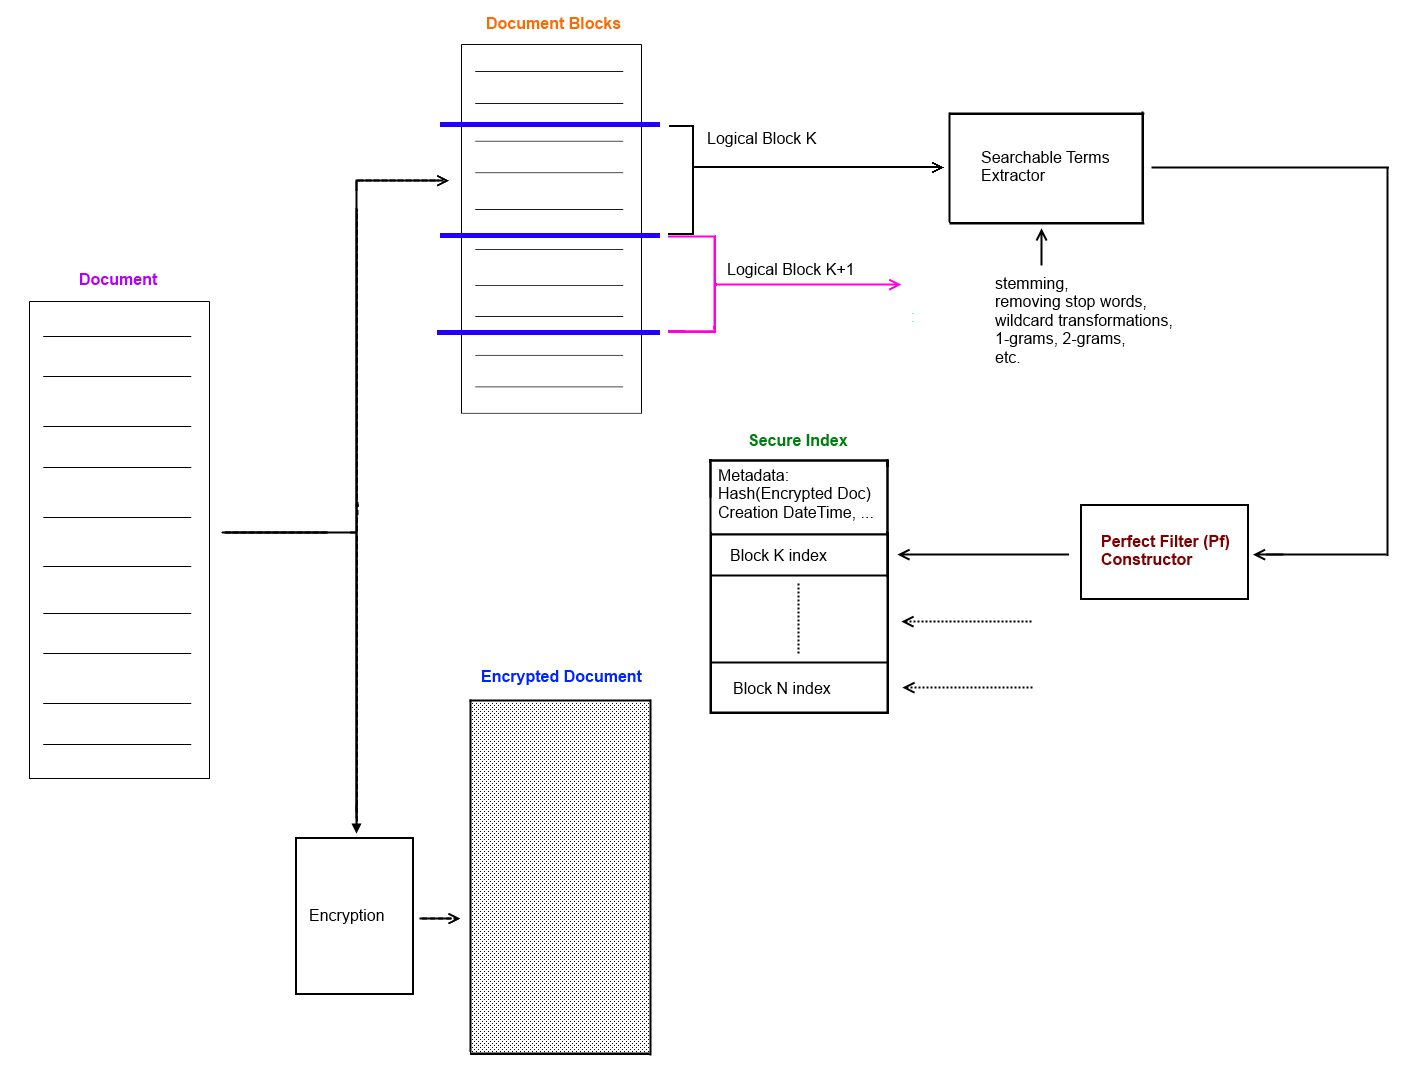 Document Blocks
Logical Block K
Searchable Terms
Extractor
Logical Block K+1
stemming,
removing stop words,
wildcard transformations,
1-grams, 2-grams,
etc.
Document
Secure Index
Metadata:
Hash(Encrypted Doc)
Creation DateTime, ...
Block K index
Perfect Filter (Pf)
Constructor
Block N index
Encrypted Document
Encryption